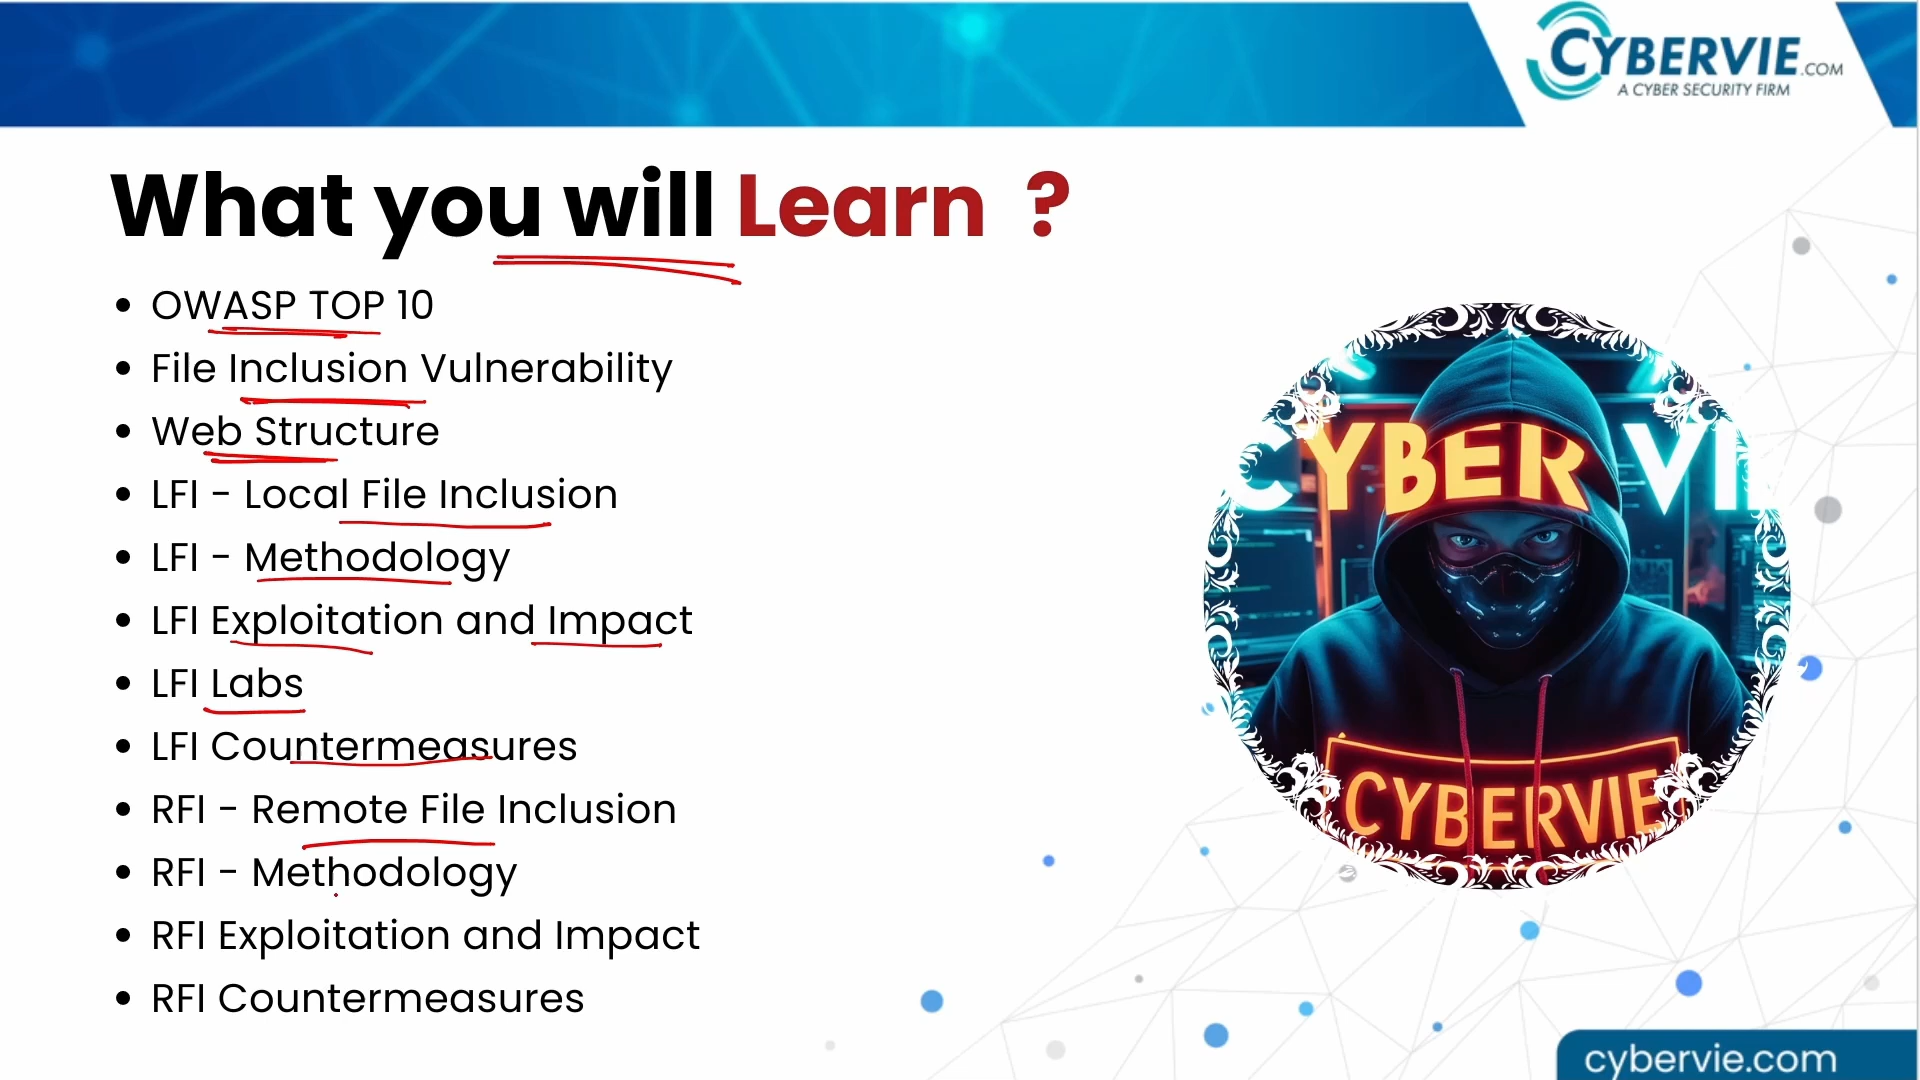 CYBERVIE.COM
A CYBER SECURITY FIRM
What you will Learn ?
• OWASP TOP 10
• File Inclusion Vulnerability
• Web Structure
• LFI - Local File Inclusion
• LFI - Methodology
• LFI Exploitation and Impact
• LFI Labs
• LFI Countermeasures
• RFI - Remote File Inclusion
• RFI - Methodology
• RFI Exploitation and Impact
• RFI Countermeasures
CYBER VI
CYBERVIE
cybervie.com